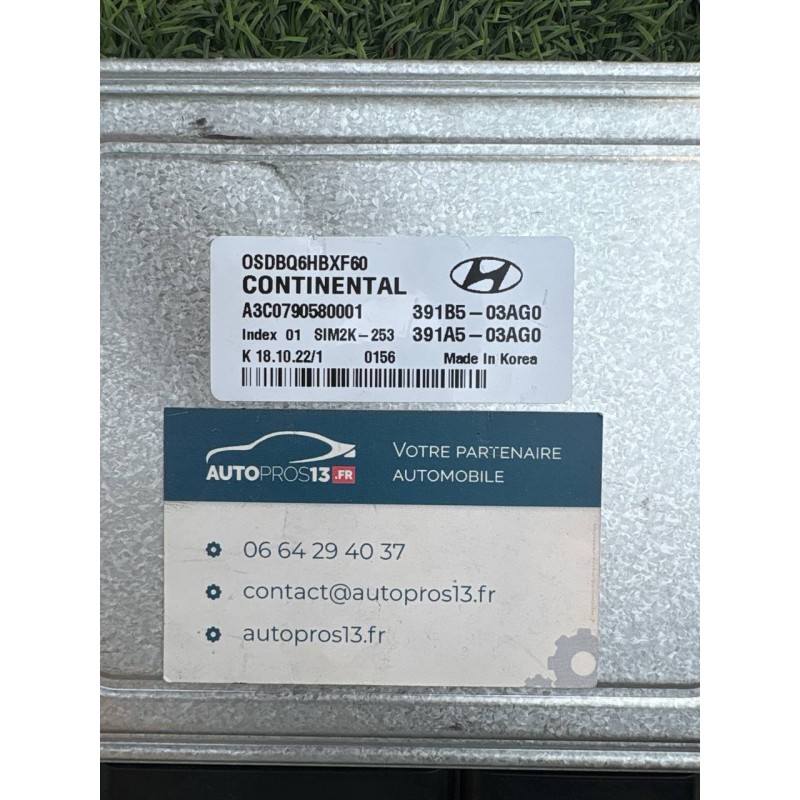 OSDBQ6HBXF60
CONTINENTAL
A3C0790580001 391B5-03AG0
Index 01 SIM2K-253 391A5-03AG0
K 18.10.22/1 0156 Made In Korea
AUTOPROS13.FR
VOTRE PARTENAIRE
AUTOMOBILE
06 64 29 40 37
contact@autopros13.fr
autopros13.fr